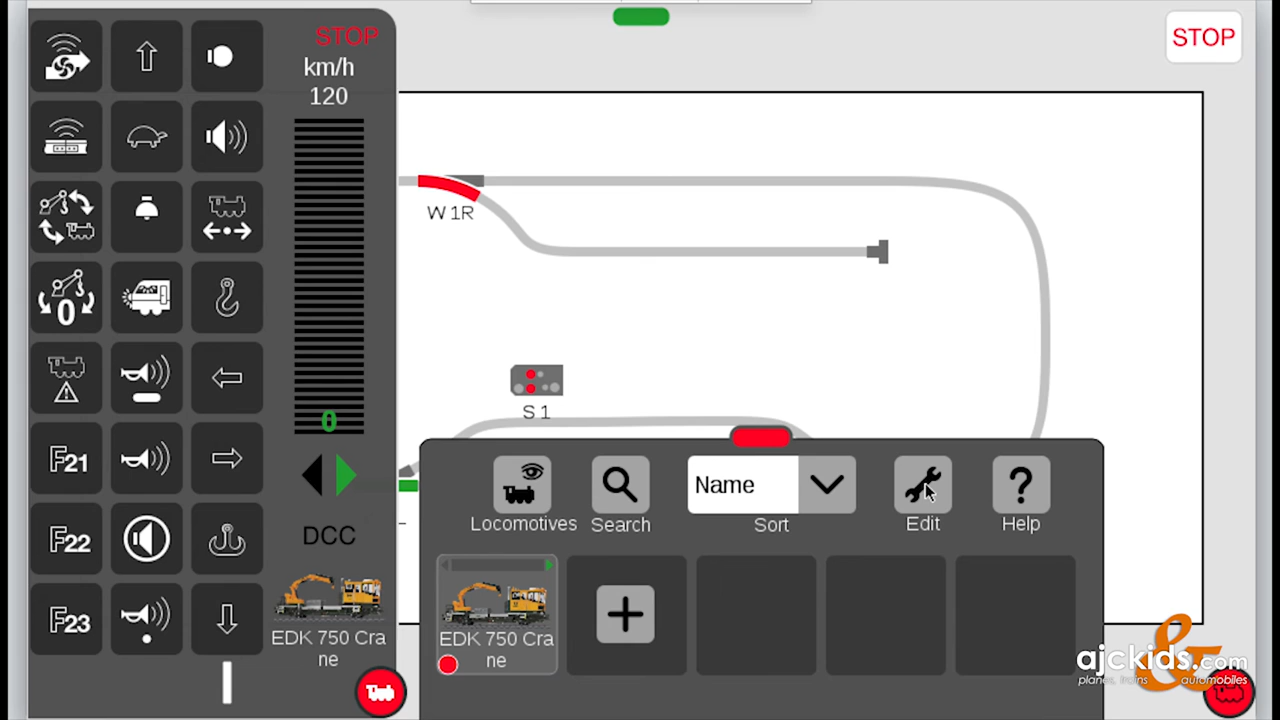 STOP
km/h
120
0
F21
F22
F23
DCC
EDK 750 Cra
ne
STOP
W 1R
S 1
Name
Locomotives
Search
Sort
Edit
Help
EDK 750 Cra
ne
ajckids.com
planes, trains & automobiles